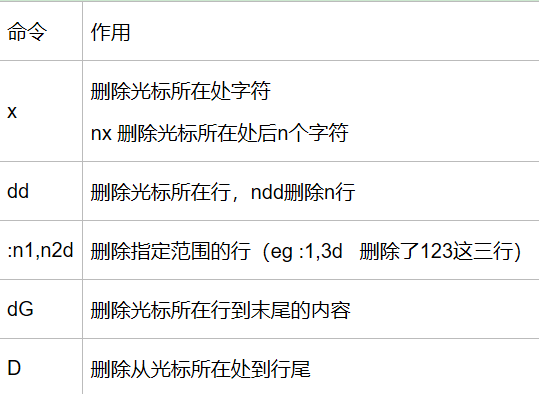 命令 作用
x
删除光标所在处字符
nx 删除光标所在处后n个字符
dd 删除光标所在行，ndd删除n行
:n1,n2d 删除指定范围的行（eg :1,3d 删除了123这三行）
dG 删除光标所在行到末尾的内容
D 删除从光标所在处到行尾